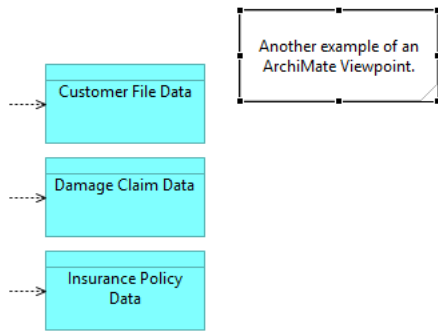 Another example of an
ArchiMate Viewpoint.
Customer File Data
Damage Claim Data
Insurance Policy
Data